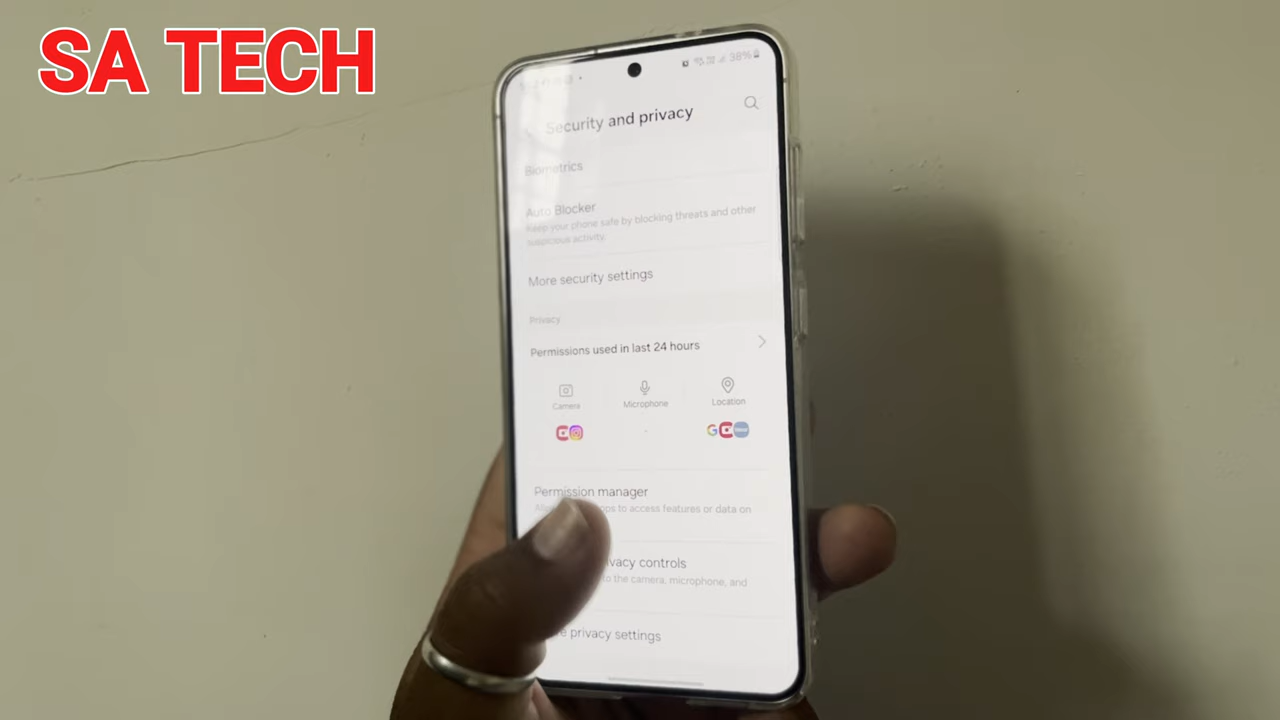 SA TECH
38%
Security and privacy
Biometrics
Auto Blocker
Keep your phone safe by blocking threats and other
suspicious activity.
More security settings
Privacy
Permissions used in last 24 hours
Camera Microphone Location
G
Permission manager
to access features or data on
controls
to the camera, microphone, and
privacy settings